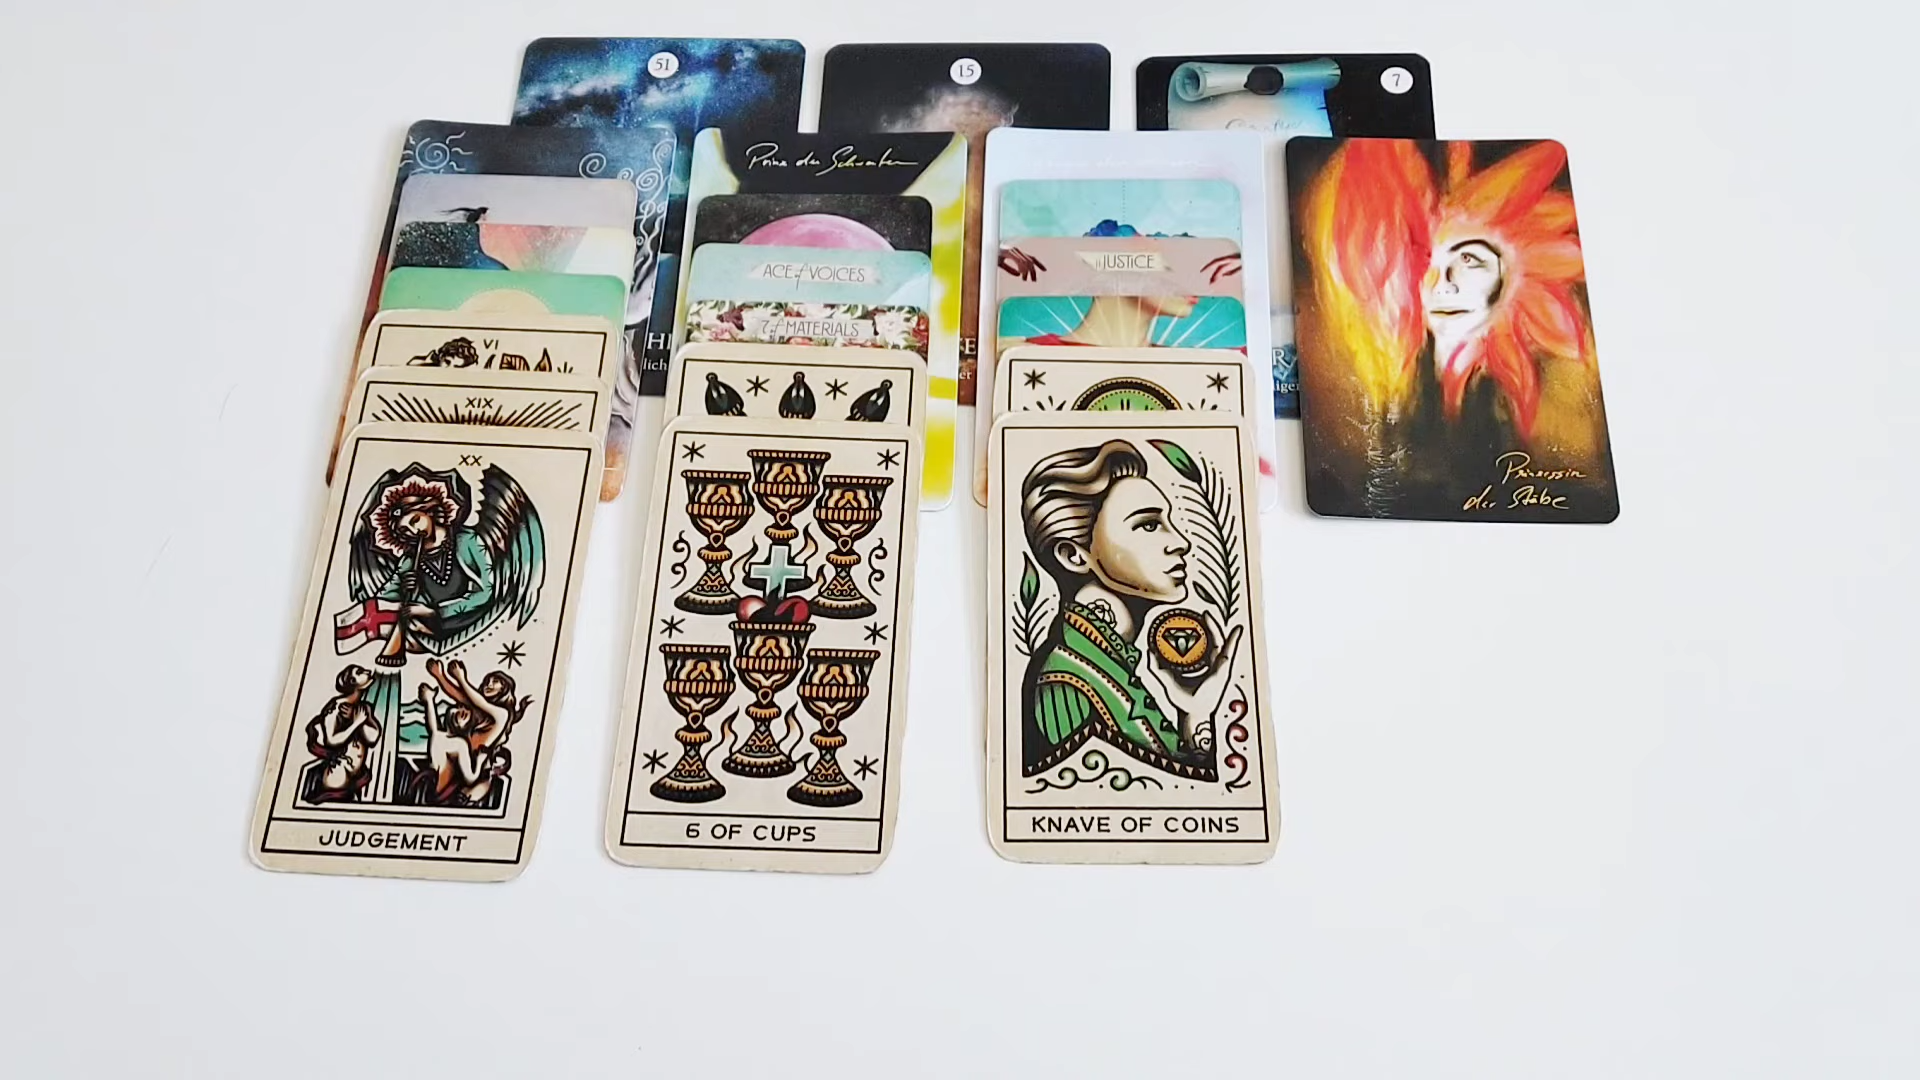 51
15
7
Prinz der Schwerter
ACE of VOICES
JUSTICE
7 of MATERIALS
VI
XIX
XX
Prinzessin
der Stäbe
JUDGEMENT
6 OF CUPS
KNAVE OF COINS